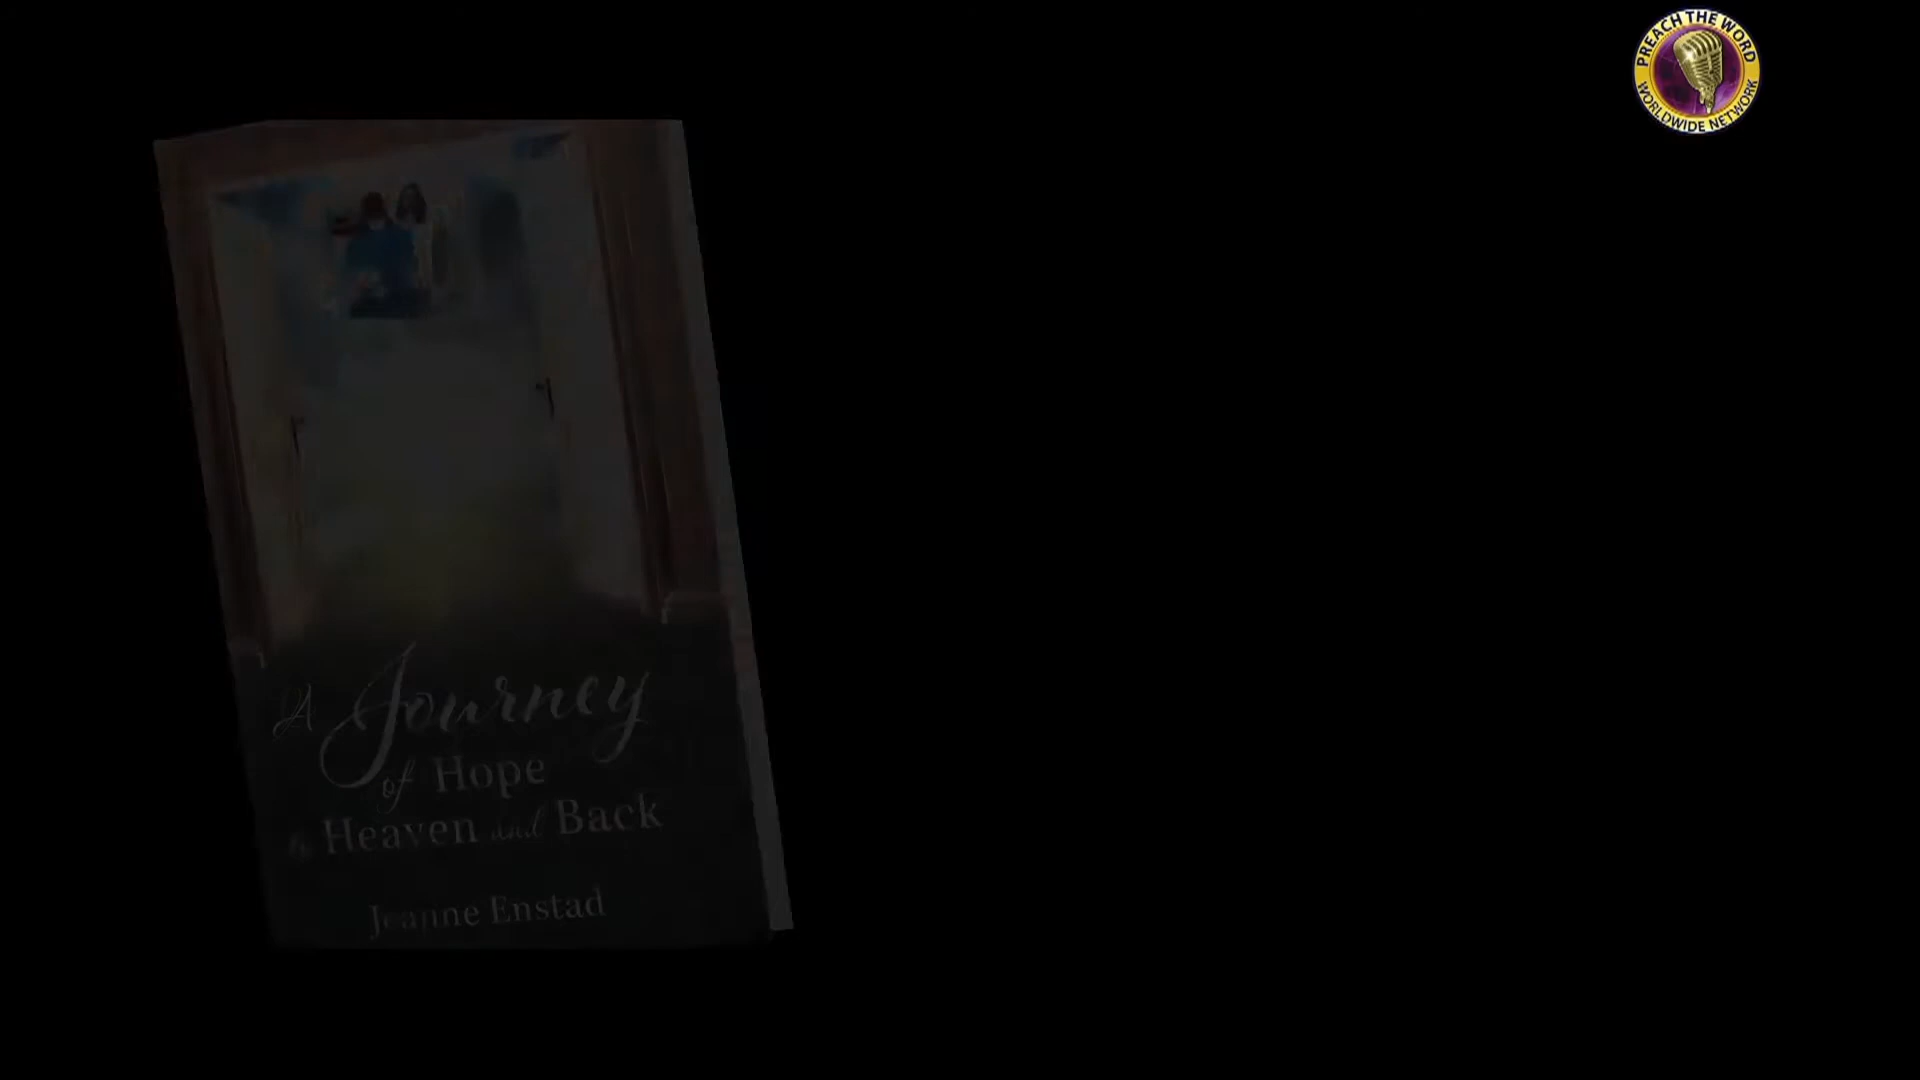 PREACH THE WORD
WORLDWIDE NETWORK
A Journey
of Hope
to Heaven and Back
Jeanne Enstad